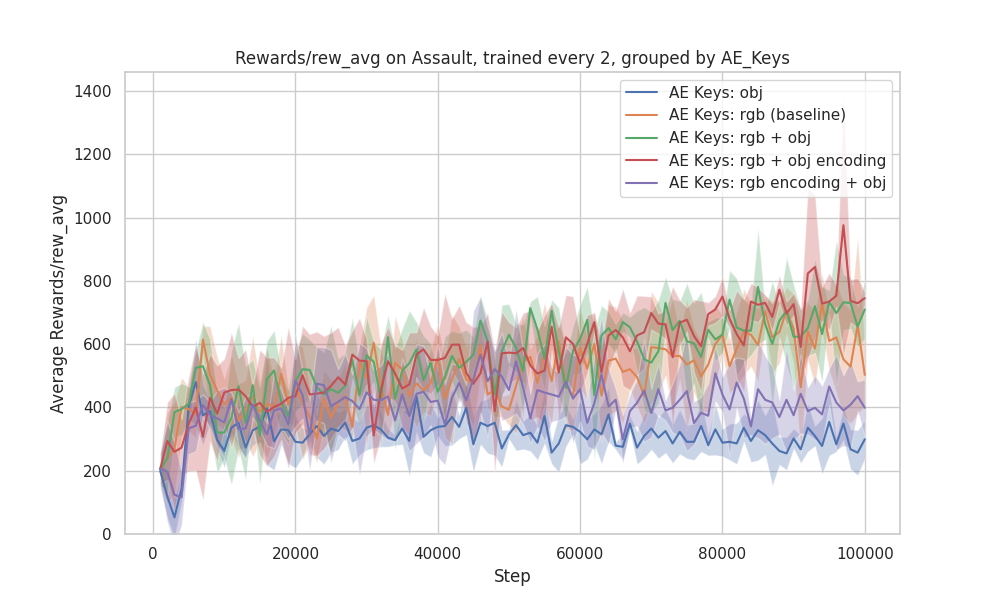 Rewards/rew_avg on Assault, trained every 2, grouped by AE_Keys
1400
1200
1000
800
600
400
200
0
Average Rewards/rew_avg
AE Keys: obj
AE Keys: rgb (baseline)
AE Keys: rgb + obj
AE Keys: rgb + obj encoding
AE Keys: rgb encoding + obj
0 20000 40000 60000 80000 100000
Step